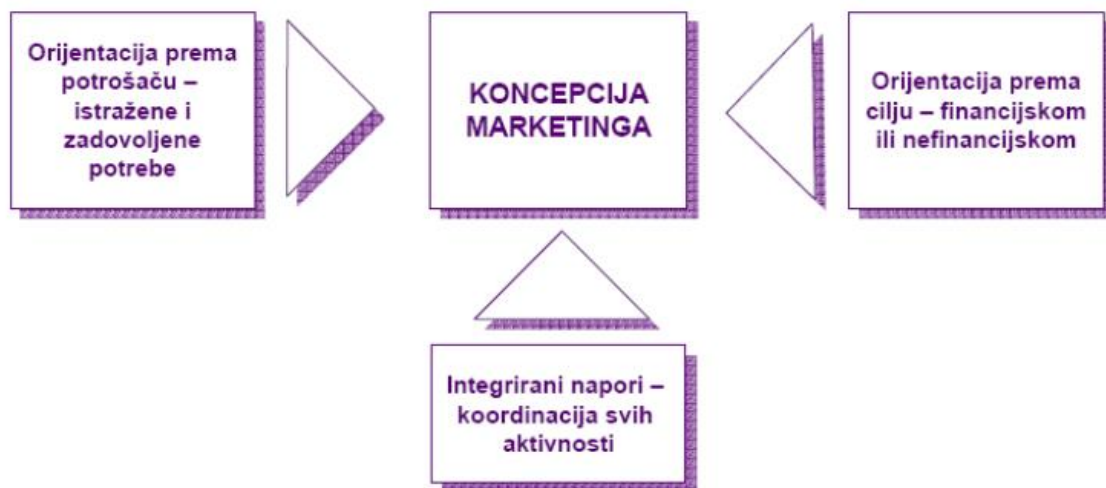 Orijentacija prema
potrošaču –
istražene i
zadovoljene
potrebe
KONCEPCIJA
MARKETINGA
Orijentacija prema
cilju – financijskom
ili nefinancijskom
Integrirani napori –
koordinacija svih
aktivnosti